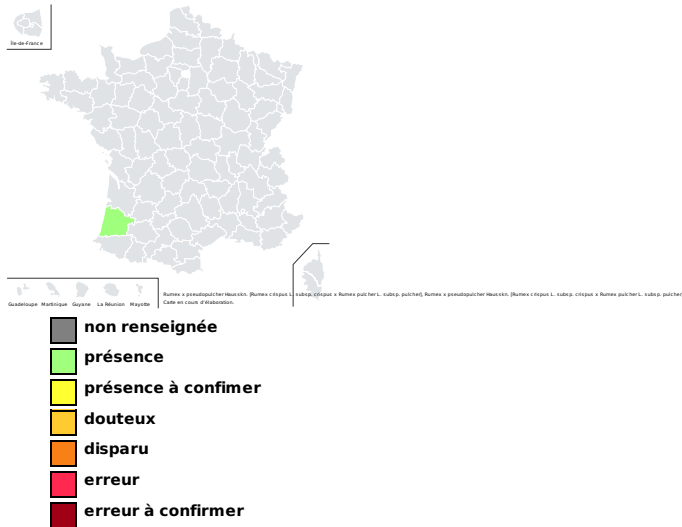 Île-de-France
Guadeloupe Martinique Guyane La Réunion Mayotte
Rumex x pseudopulcher Hausskn. [Rumex crispus L. subsp. crispus x Rumex pulcher L. subsp. pulcher], Rumex x pseudopulcher Hausskn. [Rumex crispus L. subsp. crispus x Rumex pulcher L. subsp. pulcher
Carte en cours d'élaboration.
non renseignée
présence
présence à confimer
douteux
disparu
erreur
erreur à confirmer